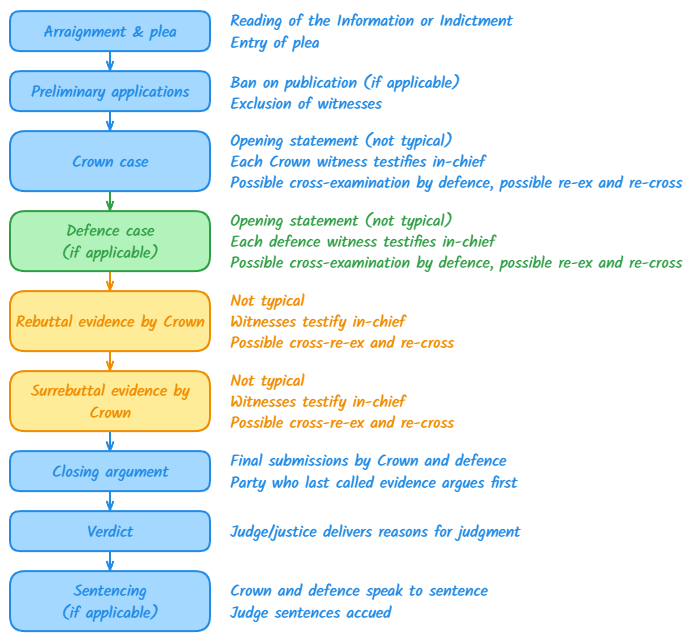 Arraignment & plea
Reading of the Information or Indictment
Entry of plea
Preliminary applications
Ban on publication (if applicable)
Exclusion of witnesses
Crown case
Opening statement (not typical)
Each Crown witness testifies in-chief
Possible cross-examination by defence, possible re-ex and re-cross
Defence case
(if applicable)
Opening statement (not typical)
Each defence witness testifies in-chief
Possible cross-examination by defence, possible re-ex and re-cross
Rebuttal evidence by Crown
Not typical
Witnesses testify in-chief
Possible cross-re-ex and re-cross
Surrebuttal evidence by
Crown
Not typical
Witnesses testify in-chief
Possible cross-re-ex and re-cross
Closing argument
Final submissions by Crown and defence
Party who last called evidence argues first
Verdict
Judge/justice delivers reasons for judgment
Sentencing
(if applicable)
Crown and defence speak to sentence
Judge sentences accued